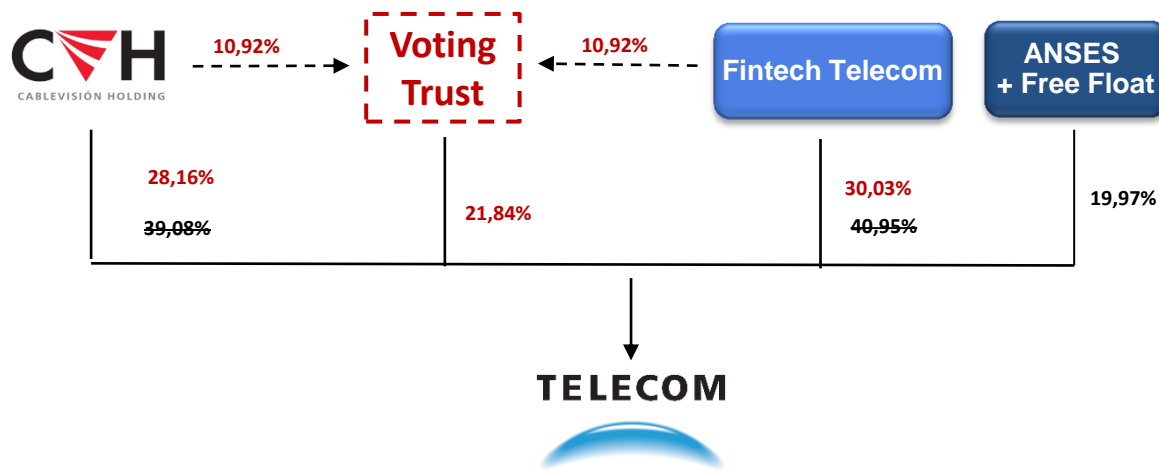 CVH
CABLEVISIÓN HOLDING
10,92%
Voting
Trust
10,92%
Fintech Telecom
ANSES
+ Free Float
28,16%
39,08%
21,84%
30,03%
40,95%
19,97%
TELECOM